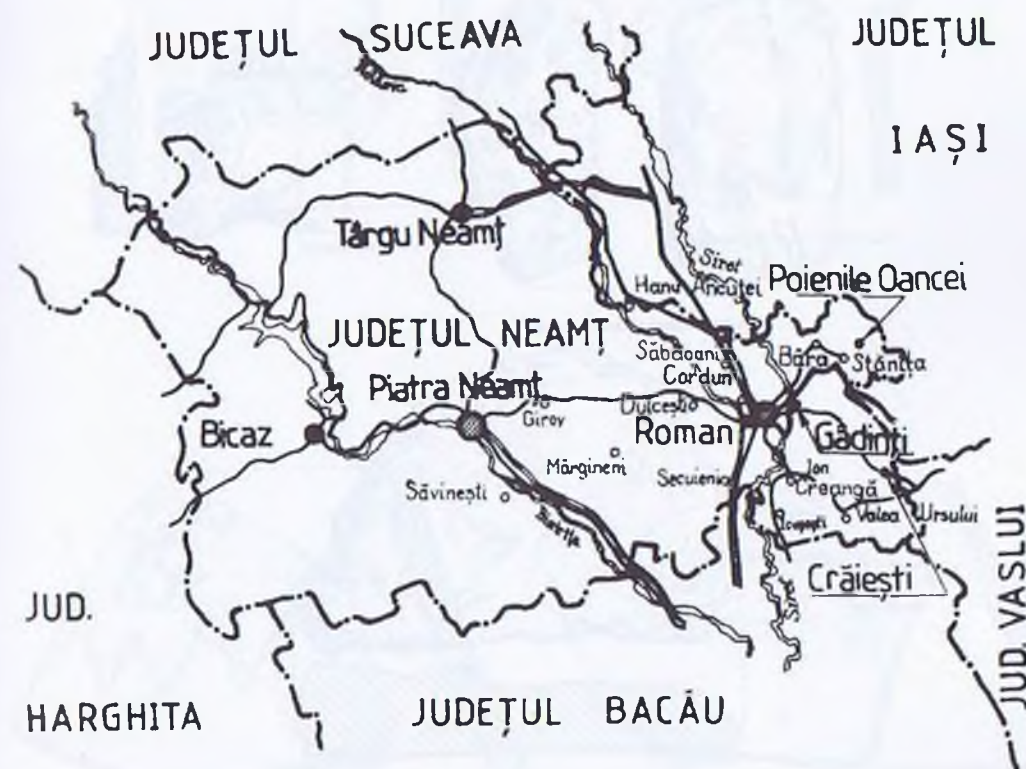 JUDEȚUL SUCEAVA
JUDEȚUL
IAȘI
Târgu Neamț
Siret
Hanu Ancuței
Poienile Oancei
JUDEȚUL NEAMȚ
Săbăoani
Cordun
Bâra
Stănița
Piatra Neamț
Girov
Dulcești
Bicaz
Roman
Gâdinți
Mărgineni
Secuieni
Ion
Creangă
Săvinești
Bistrița
Valea Ursului
Crăiești
Siret
JUD.
HARGHITA
JUDEȚUL BACĂU
JUD. VASLUI